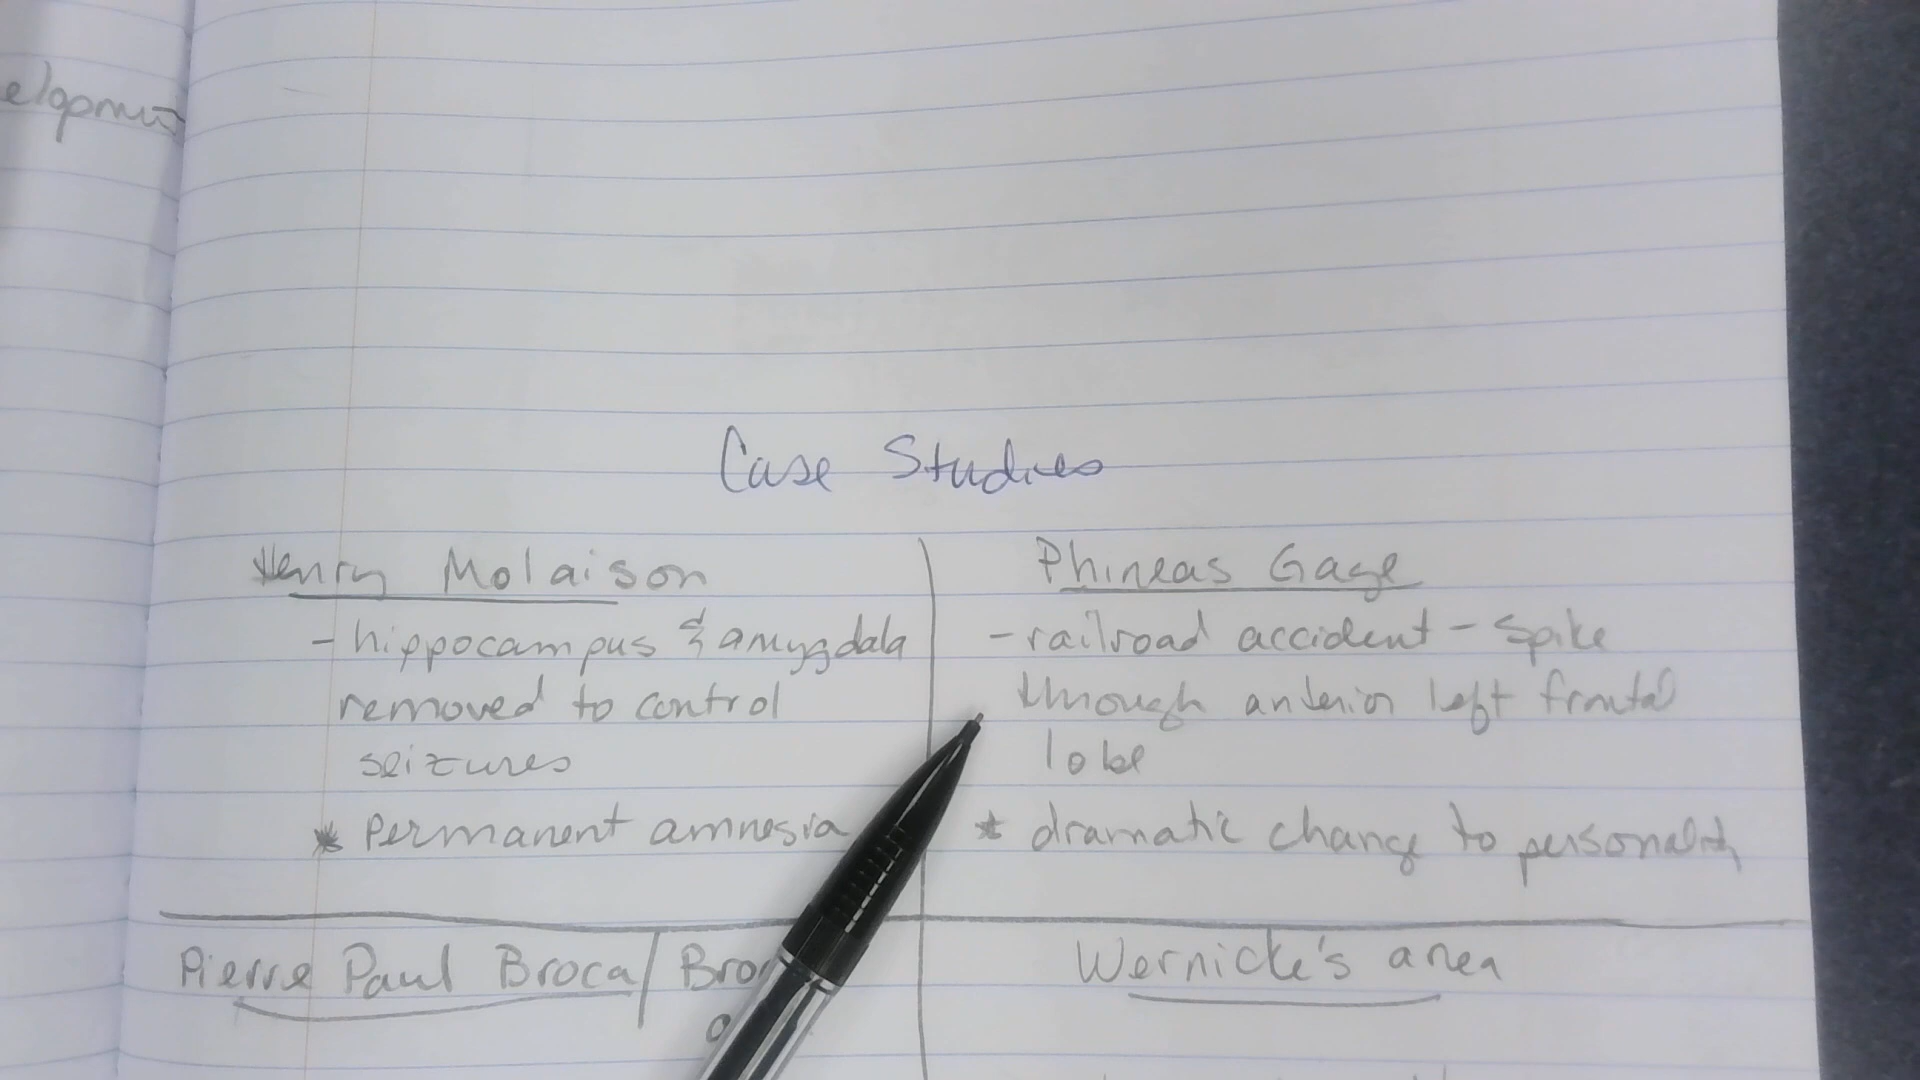 elopment
Case Studies
Henry Molaison
- hippocampus & amygdala
removed to control
seizures
* permanent amnesia
Phineas Gage
- railroad accident - spike
through anterior left frontal
lobe
* dramatic change to personality
Pierre Paul Broca/
Wernicke's area